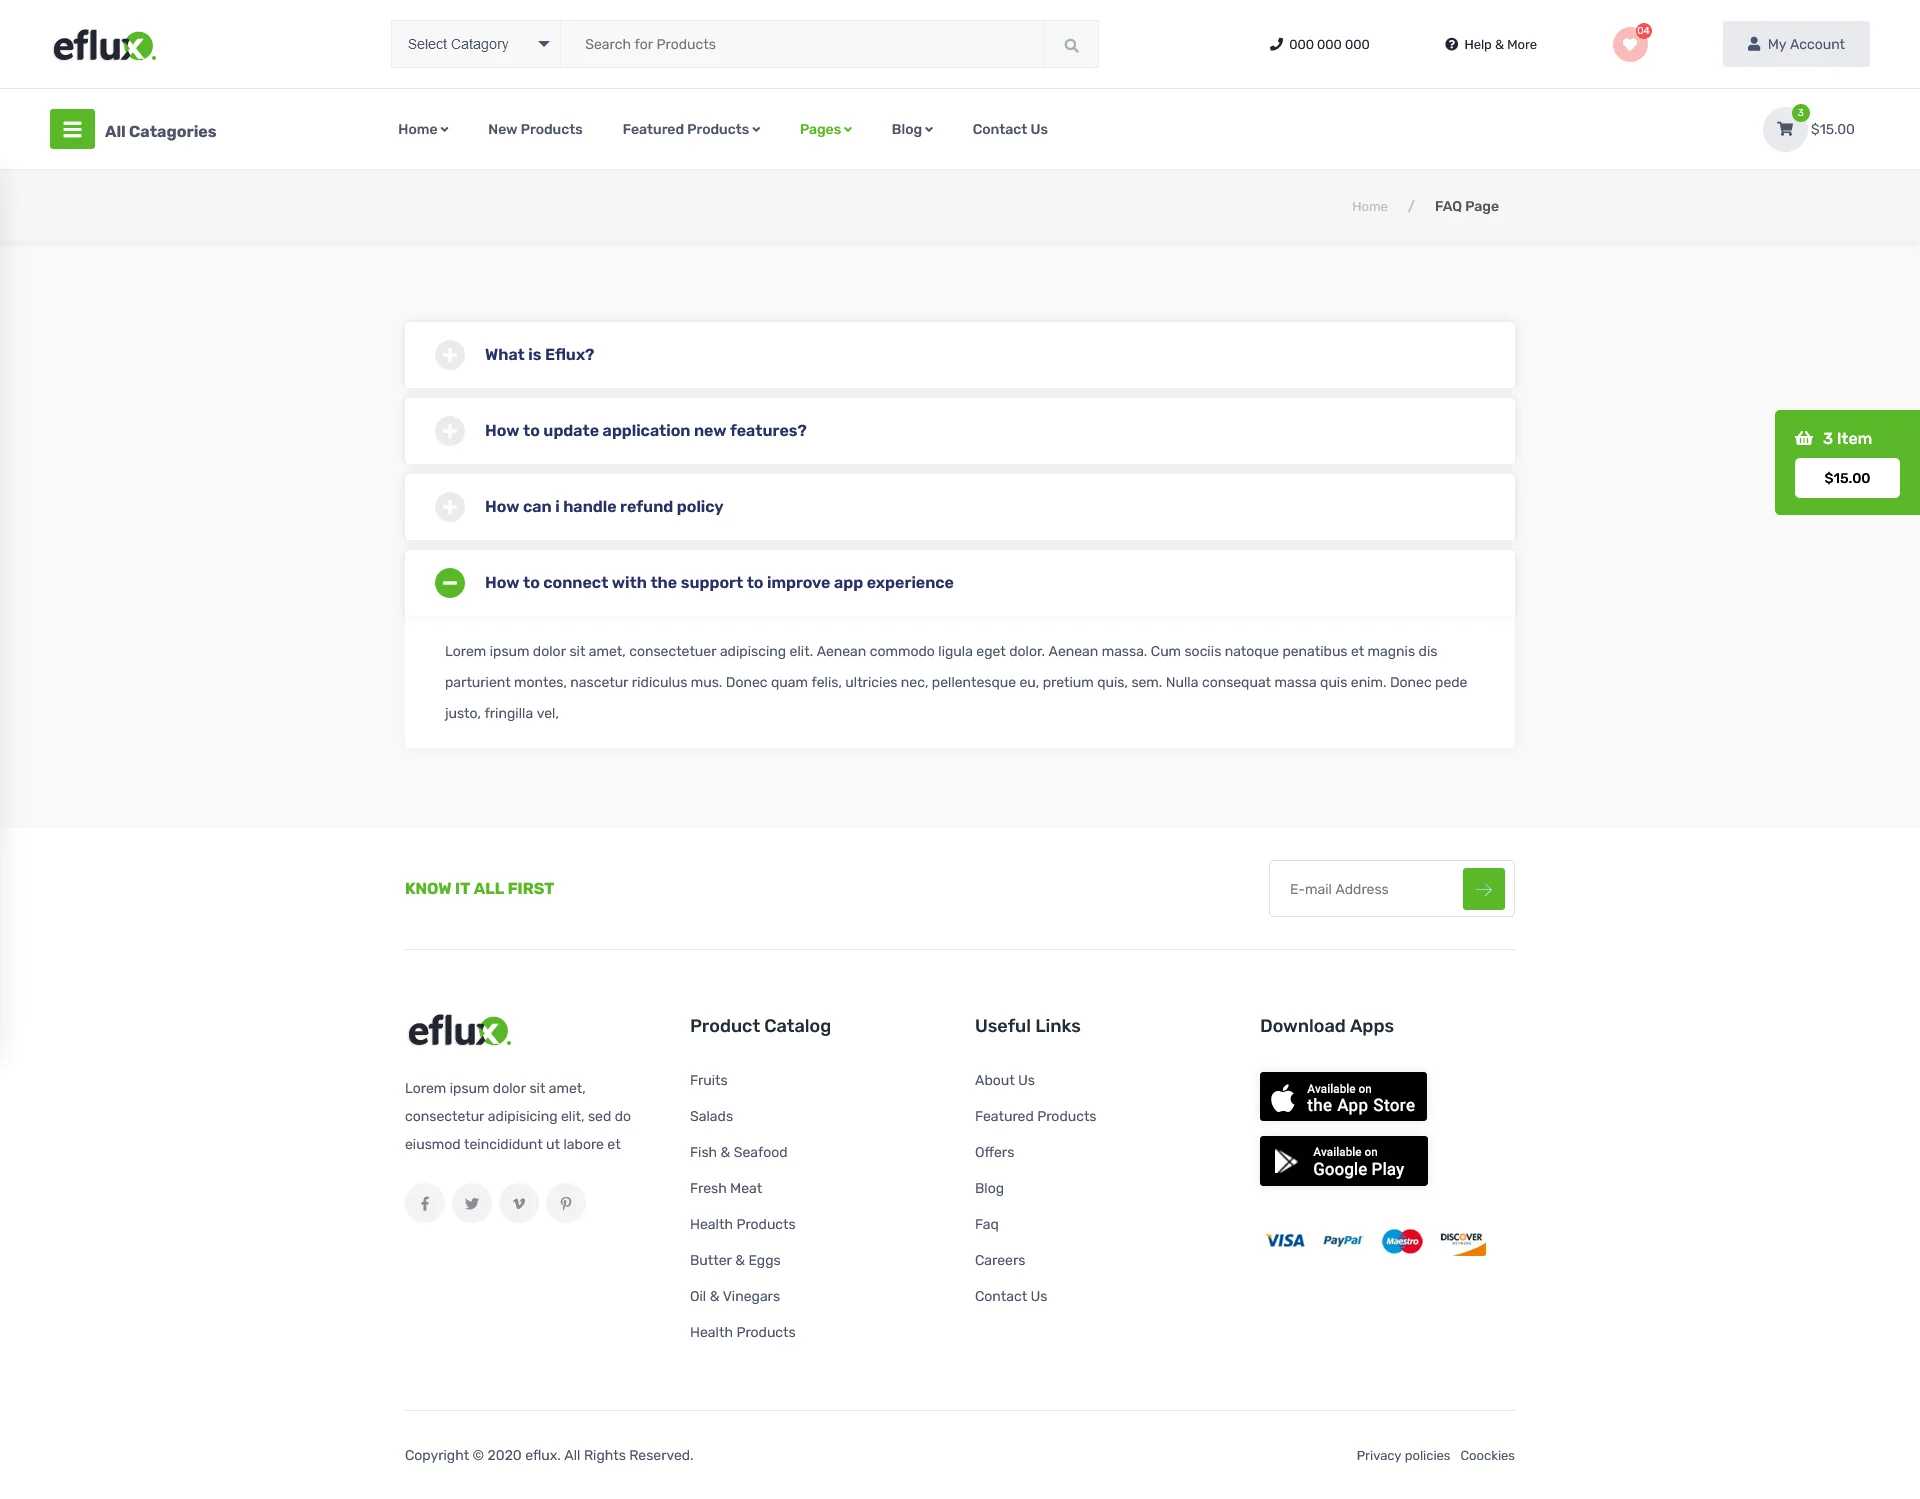 eflux.
Select Catagory
Search for Products
000 000 000
Help & More
04
My Account
All Catagories
Home
New Products
Featured Products
Pages
Blog
Contact Us
3
$15.00
Home / FAQ Page
What is Eflux?
How to update application new features?
How can i handle refund policy
How to connect with the support to improve app experience
Lorem ipsum dolor sit amet, consectetuer adipiscing elit. Aenean commodo ligula eget dolor. Aenean massa. Cum sociis natoque penatibus et magnis dis
parturient montes, nascetur ridiculus mus. Donec quam felis, ultricies nec, pellentesque eu, pretium quis, sem. Nulla consequat massa quis enim. Donec pede
justo, fringilla vel,
3 Item
$15.00
KNOW IT ALL FIRST
E-mail Address
eflux.
Lorem ipsum dolor sit amet,
consectetur adipisicing elit, sed do
eiusmod teincididunt ut labore et
Product Catalog
Fruits
Salads
Fish & Seafood
Fresh Meat
Health Products
Butter & Eggs
Oil & Vinegars
Health Products
Useful Links
About Us
Featured Products
Offers
Blog
Faq
Careers
Contact Us
Download Apps
Available on
the App Store
Available on
Google Play
VISA
PayPal
Maestro
DISCOVER
NETWORK
Copyright © 2020 eflux. All Rights Reserved.
Privacy policies
Coockies